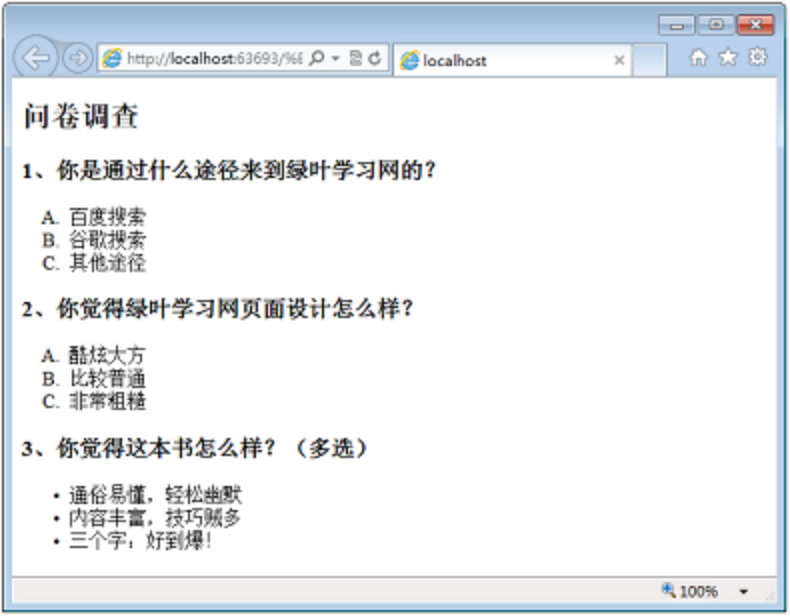 http://localhost:63693/%E
localhost
问卷调查
1、你是通过什么途径来到绿叶学习网的？
A. 百度搜索
B. 谷歌搜索
C. 其他途径
2、你觉得绿叶学习网页面设计怎么样？
A. 酷炫大方
B. 比较普通
C. 非常粗糙
3、你觉得这本书怎么样？（多选）
• 通俗易懂，轻松幽默
• 内容丰富，技巧贼多
• 三个字：好到爆！
100%